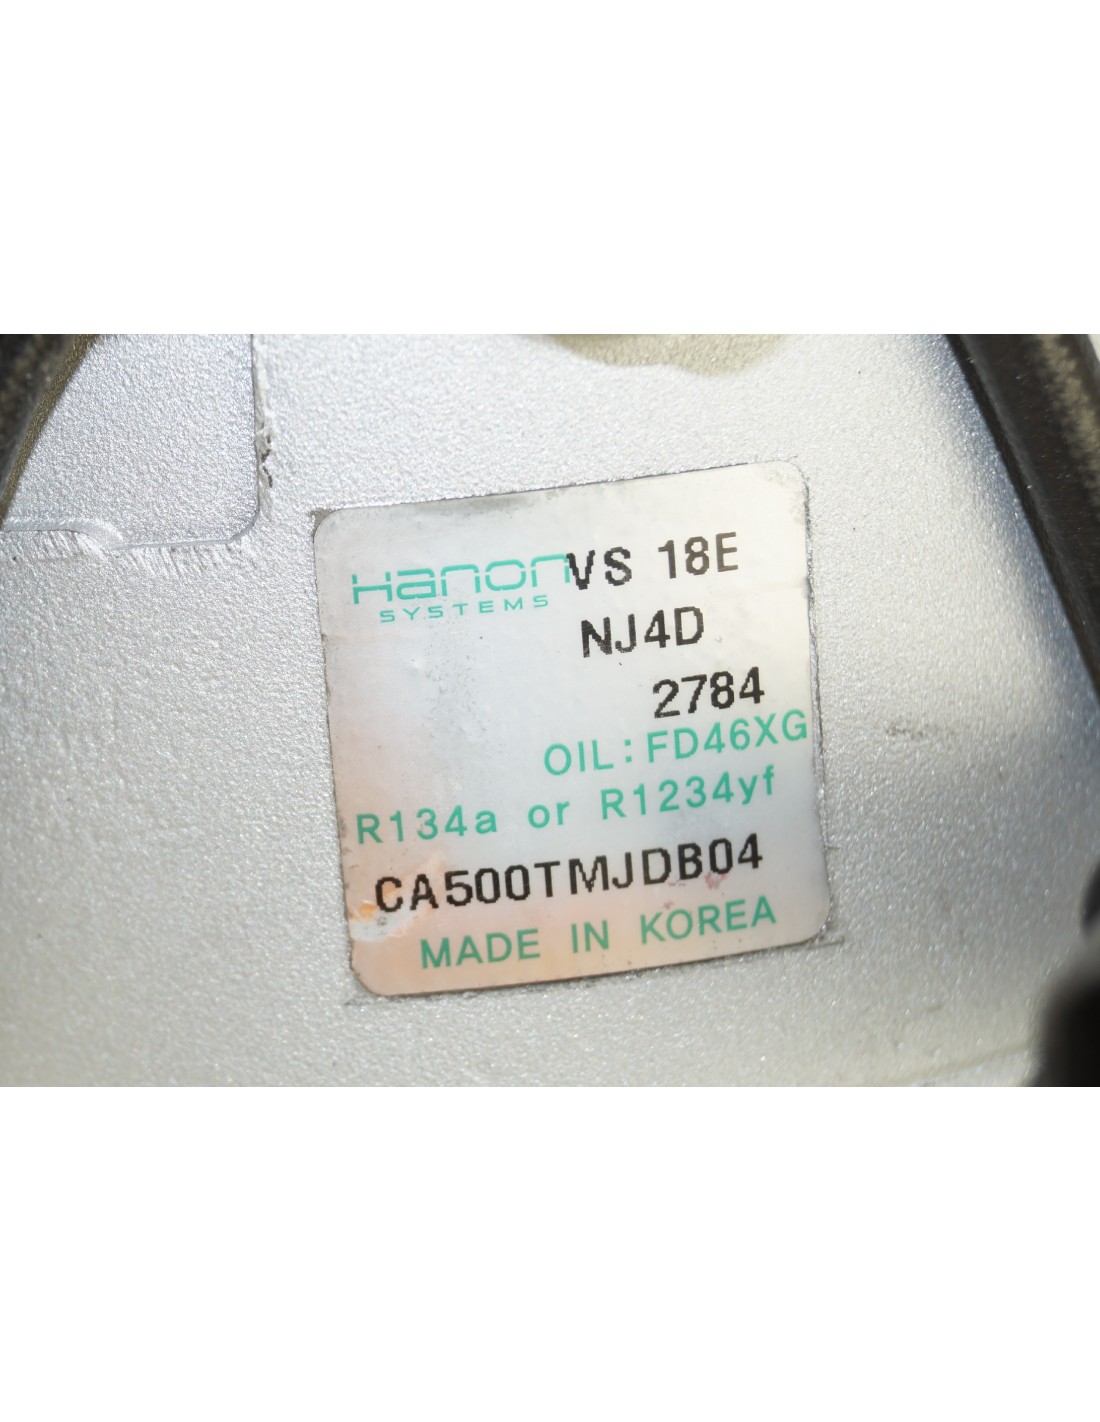 Hanon VS 18E
SYSTEMS
NJ4D
2784
OIL: FD46XG
R134a or R1234yf
CA500TMJDB04
MADE IN KOREA